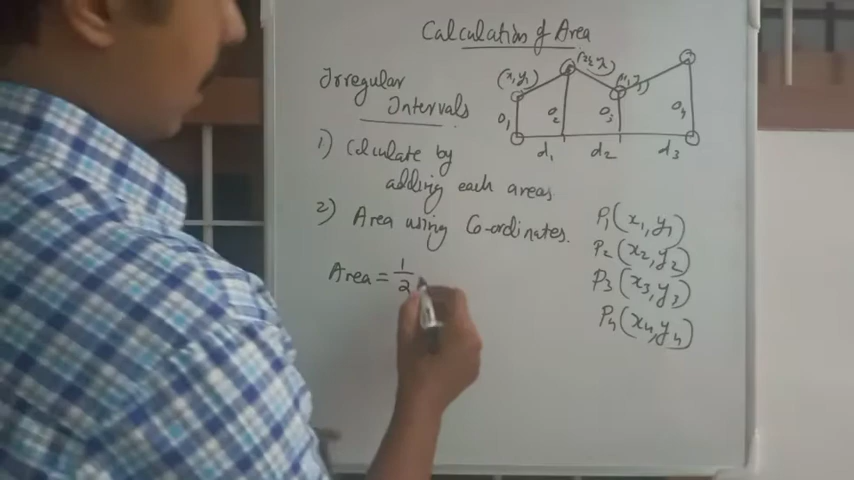 Calculation of Area
Irregular
Intervals
(x, y1)
O1
O2
O3
O4
d1
d2
d3
1) Calculate by
adding each areas
2) Area using Co-ordinates.
P1(x1, y1)
P2(x2, y2)
P3(x3, y3)
P4(x4, y4)
Area = 1/2